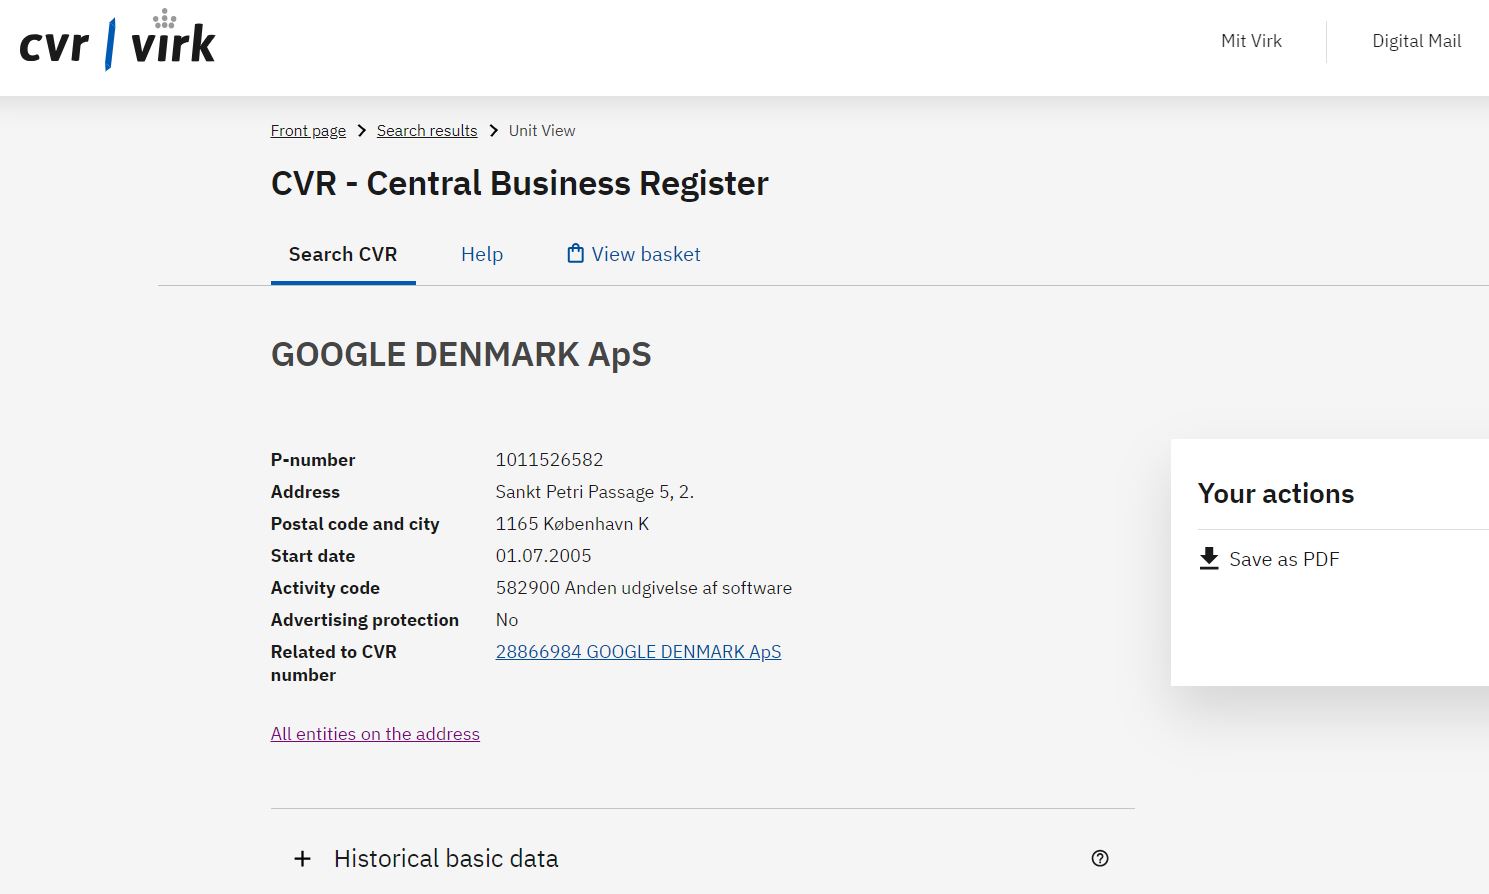 cvr virk
Mit Virk
Digital Mail
Front page
Search results
Unit View
CVR - Central Business Register
Search CVR
Help
View basket
GOOGLE DENMARK ApS
P-number 1011526582
Address Sankt Petri Passage 5, 2.
Postal code and city 1165 København K
Start date 01.07.2005
Activity code 582900 Anden udgivelse af software
Advertising protection No
Related to CVR 28866984 GOOGLE DENMARK ApS
number
All entities on the address
Your actions
Save as PDF
+ Historical basic data ?